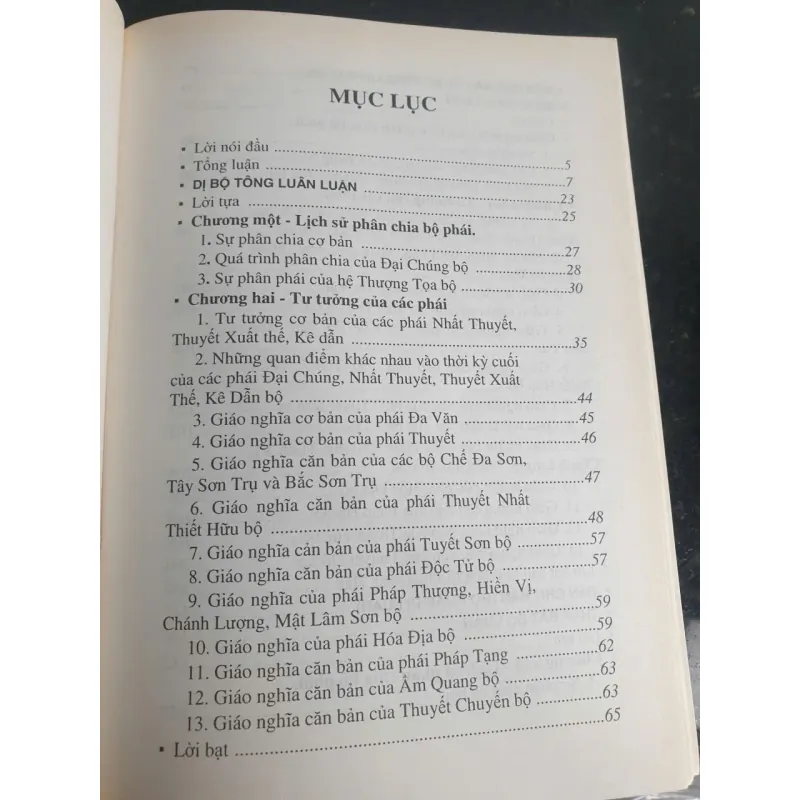 MỤC LỤC
▪ Lời nói đầu ........ 5
▪ Tổng luận ........ 7
▪ DỊ BỘ TÔNG LUÂN LUẬN ........ 23
▪ Lời tựa ........ 25
▪ Chương một - Lịch sử phân chia bộ phái.
1. Sự phân chia cơ bản ........ 27
2. Quá trình phân chia của Đại Chúng bộ ........ 28
3. Sự phân phái của hệ Thượng Tọa bộ ........ 30
▪ Chương hai - Tư tưởng của các phái
1. Tư tưởng cơ bản của các phái Nhất Thuyết,
Thuyết Xuất thế, Kê dẫn ........ 35
2. Những quan điểm khác nhau vào thời kỳ cuối
của các phái Đại Chúng, Nhất Thuyết, Thuyết Xuất
Thế, Kê Dẫn bộ ........ 44
3. Giáo nghĩa cơ bản của phái Đa Văn ........ 45
4. Giáo nghĩa cơ bản của phái Thuyết ........ 46
5. Giáo nghĩa căn bản của các bộ Chế Đa Sơn,
Tây Sơn Trụ và Bắc Sơn Trụ ........ 47
6. Giáo nghĩa căn bản của phái Thuyết Nhất
Thiết Hữu bộ ........ 48
7. Giáo nghĩa cản bản của phái Tuyết Sơn bộ ........ 57
8. Giáo nghĩa căn bản của phái Độc Tử bộ ........ 57
9. Giáo nghĩa của phái Pháp Thượng, Hiền Vị,
Chánh Lượng, Mật Lâm Sơn bộ ........ 59
10. Giáo nghĩa của phái Hóa Địa bộ ........ 59
11. Giáo nghĩa căn bản của phái Pháp Tạng ........ 62
12. Giáo nghĩa căn bản của Ẩm Quang bộ ........ 63
13. Giáo nghĩa căn bản của Thuyết Chuyển bộ ........ 63
▪ Lời bạt ........ 65